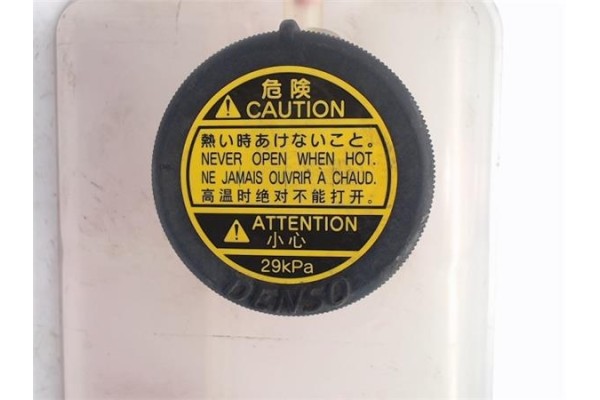 危険
CAUTION
熱い時あけないこと。
NEVER OPEN WHEN HOT.
NE JAMAIS OUVRIR À CHAUD.
高温时绝对不能打开。
ATTENTION
小心
29kPa
DENSO